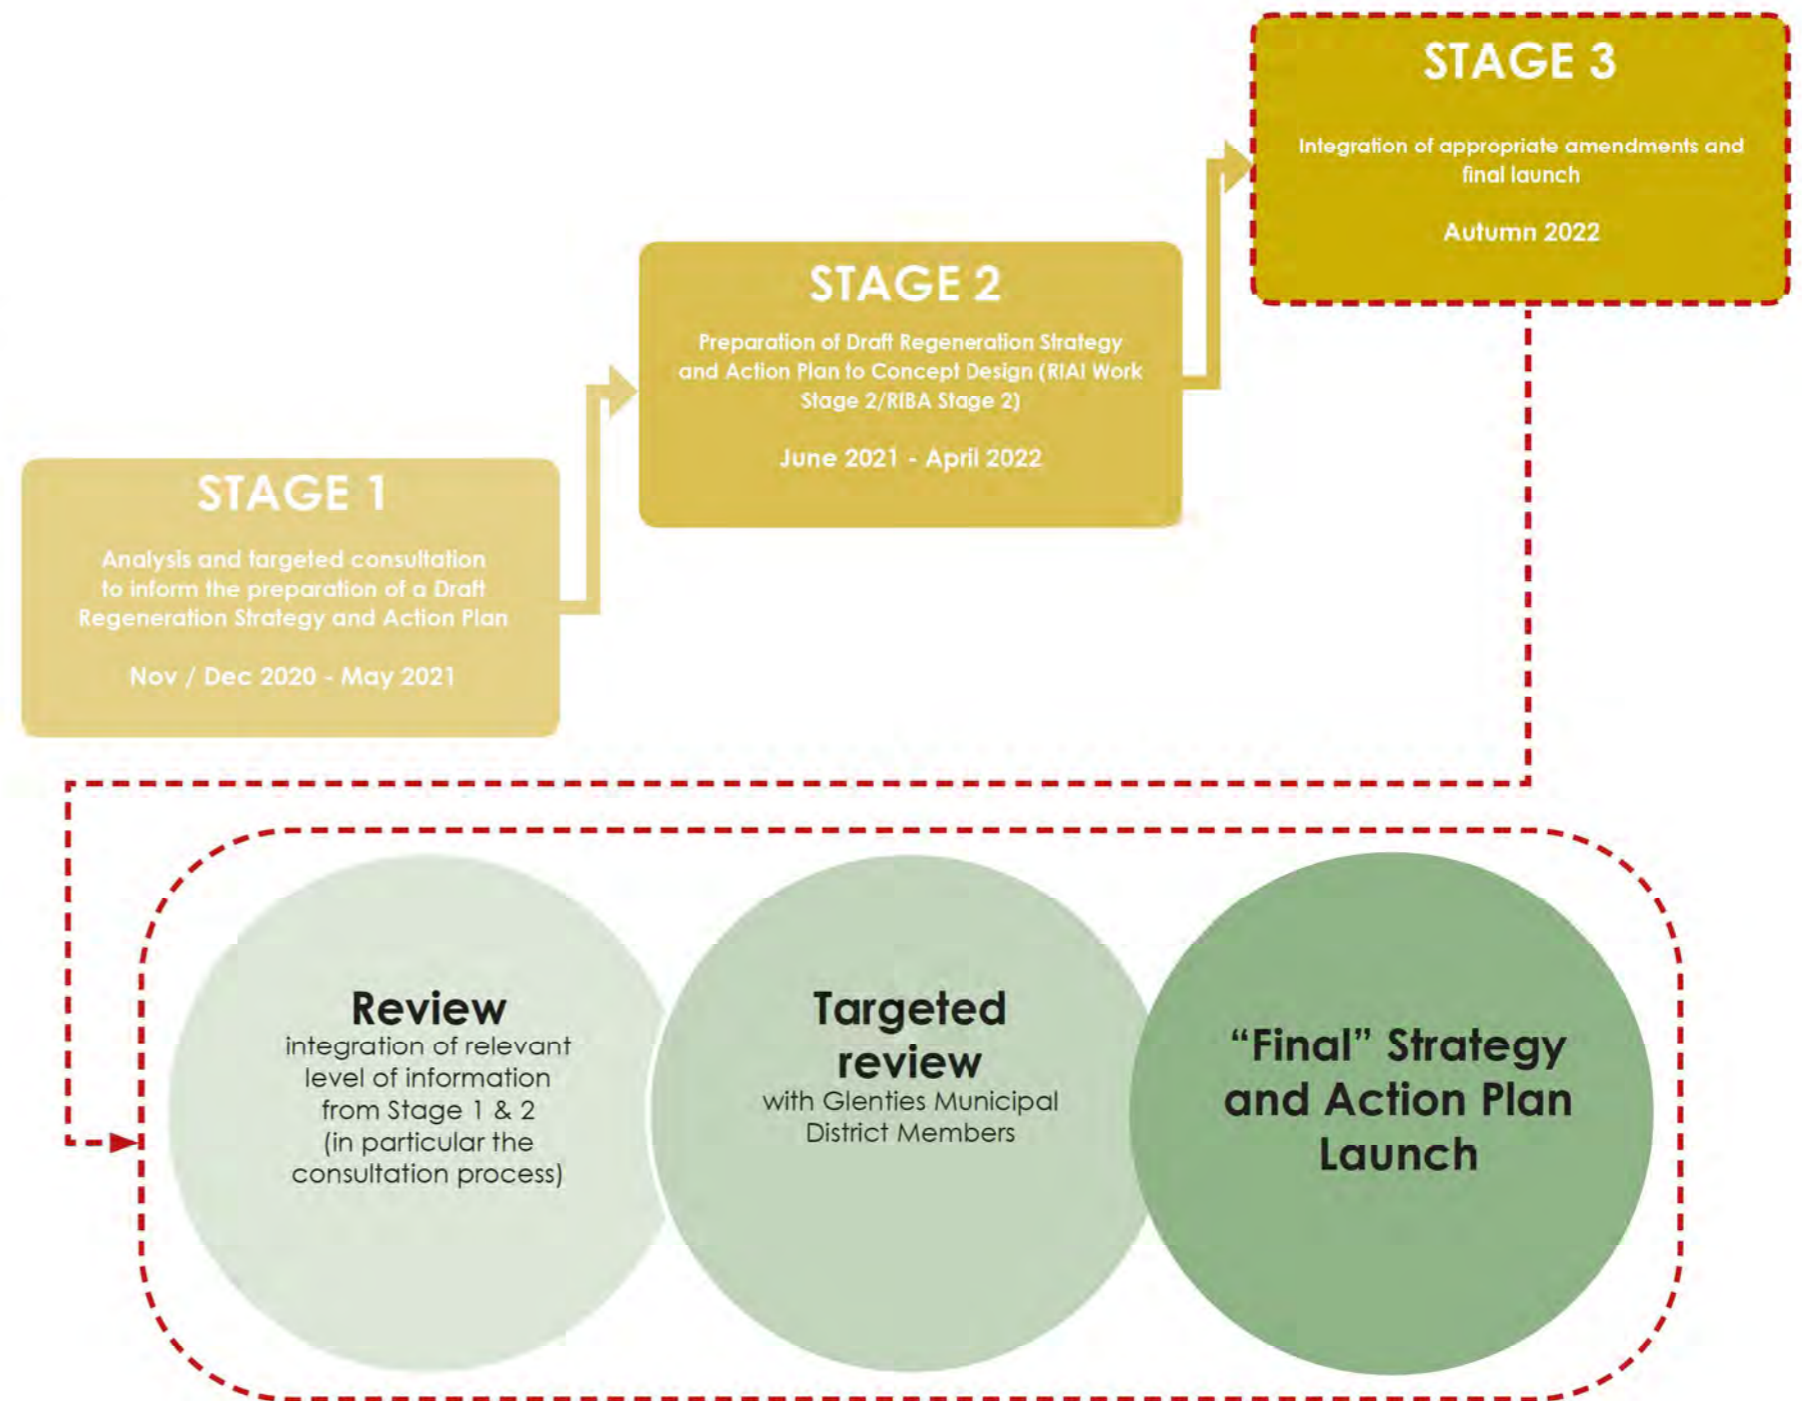 STAGE 1
Analysis and targeted consultation
to inform the preparation of a Draft
Regeneration Strategy and Action Plan
Nov / Dec 2020 - May 2021
STAGE 2
Preparation of Draft Regeneration Strategy
and Action Plan to Concept Design (RIAI Work
Stage 2/RIBA Stage 2)
June 2021 - April 2022
STAGE 3
Integration of appropriate amendments and
final launch
Autumn 2022
Review
integration of relevant
level of information
from Stage 1 & 2
(in particular the
consultation process)
Targeted
review
with Glenties Municipal
District Members
“Final” Strategy
and Action Plan
Launch